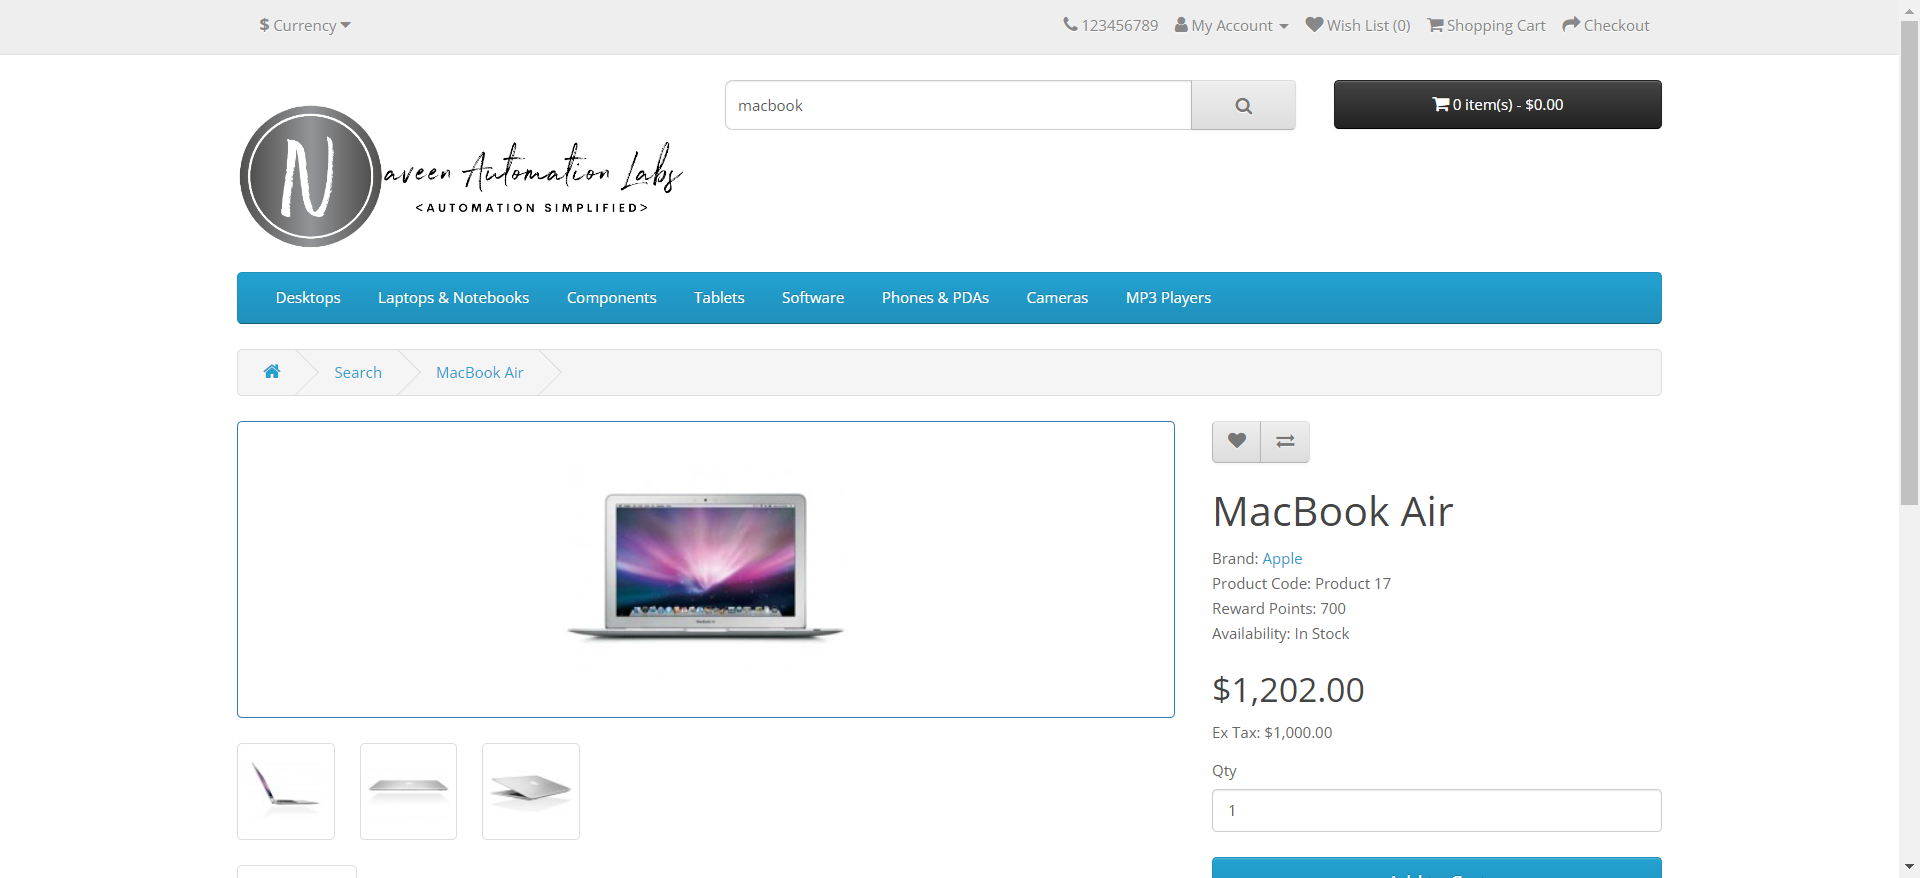 $ Currency
123456789 My Account Wish List (0) Shopping Cart Checkout
macbook
0 item(s) - $0.00
N
aveen Automation Labs
<AUTOMATION SIMPLIFIED>
Desktops Laptops & Notebooks Components Tablets Software Phones & PDAs Cameras MP3 Players
Search MacBook Air
MacBook Air
Brand: Apple
Product Code: Product 17
Reward Points: 700
Availability: In Stock
$1,202.00
Ex Tax: $1,000.00
Qty
1